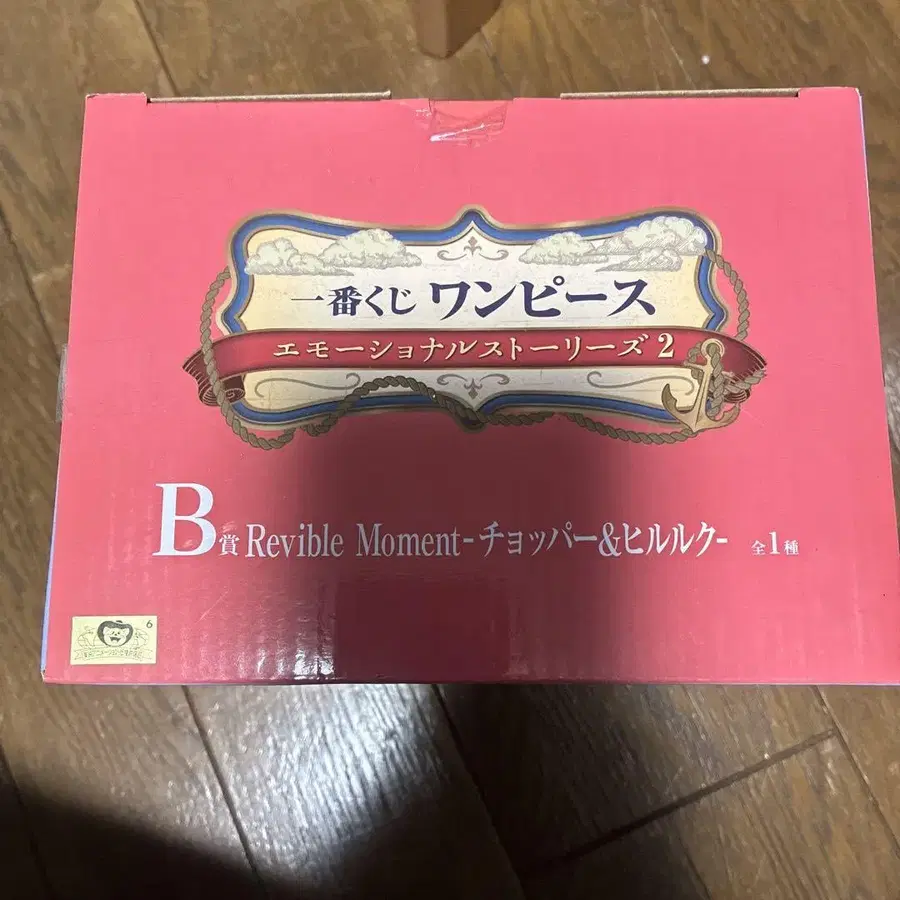 一番くじ ワンピース
エモーショナルストーリーズ 2
B賞 Revible Moment-チョッパー&ヒルルク- 全1種
6